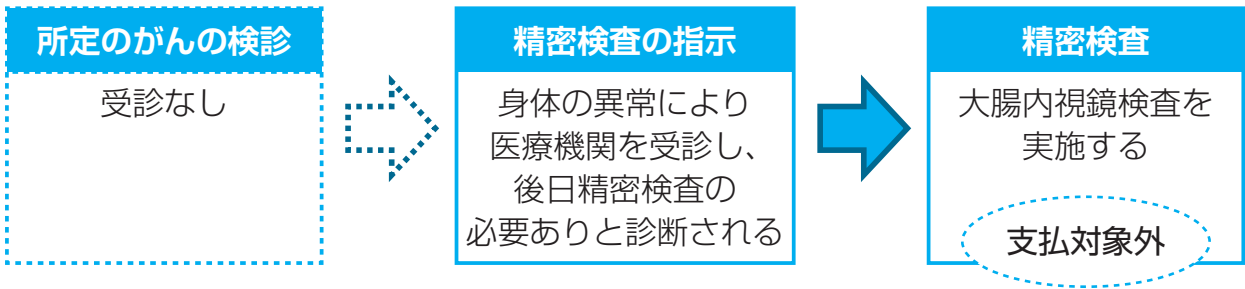 所定のがんの検診
受診なし
精密検査の指示
身体の異常により
医療機関を受診し、
後日精密検査の
必要ありと診断される
精密検査
大腸内視鏡検査を
実施する
支払対象外